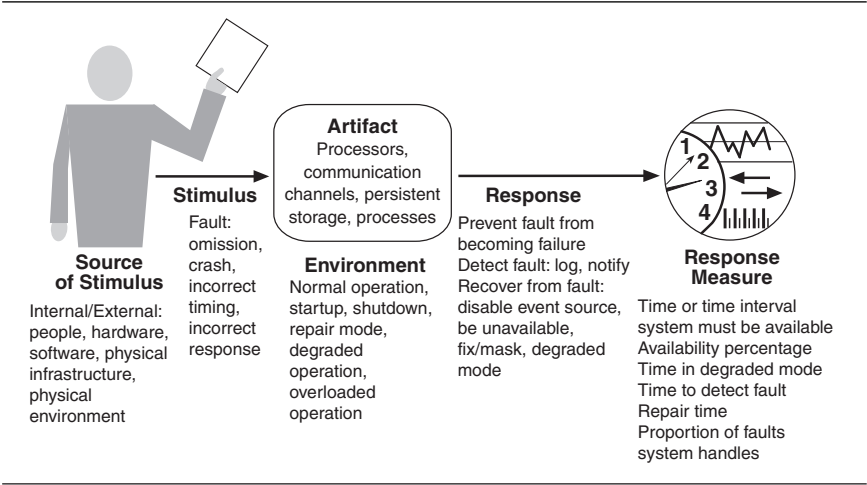 Source
of Stimulus
Internal/External:
people, hardware,
software, physical
infrastructure,
physical
environment
Stimulus
Fault:
omission,
crash,
incorrect
timing,
incorrect
response
Artifact
Processors,
communication
channels, persistent
storage, processes
Environment
Normal operation,
startup, shutdown,
repair mode,
degraded
operation,
overloaded
operation
Response
Prevent fault from
becoming failure
Detect fault: log, notify
Recover from fault:
disable event source,
be unavailable,
fix/mask, degraded
mode
1
2
3
4
Response
Measure
Time or time interval
system must be available
Availability percentage
Time in degraded mode
Time to detect fault
Repair time
Proportion of faults
system handles